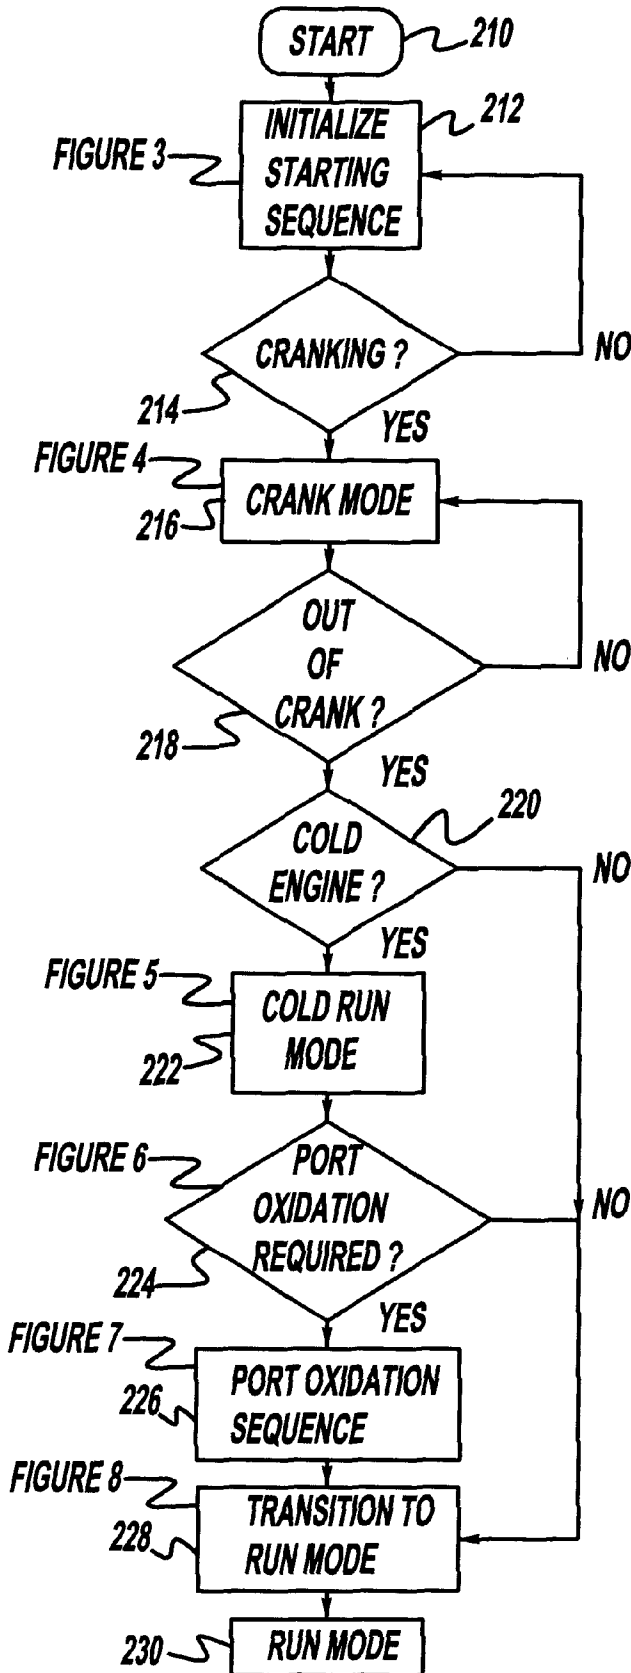 START
210
212
INITIALIZE
STARTING
SEQUENCE
FIGURE 3
CRANKING ?
NO
214
YES
FIGURE 4
216
CRANK MODE
OUT
OF
CRANK ?
NO
218
YES
220
COLD
ENGINE ?
NO
YES
FIGURE 5
COLD RUN
MODE
222
FIGURE 6
PORT
OXIDATION
REQUIRED ?
NO
224
YES
FIGURE 7
PORT OXIDATION
SEQUENCE
226
FIGURE 8
TRANSITION TO
RUN MODE
228
230
RUN MODE